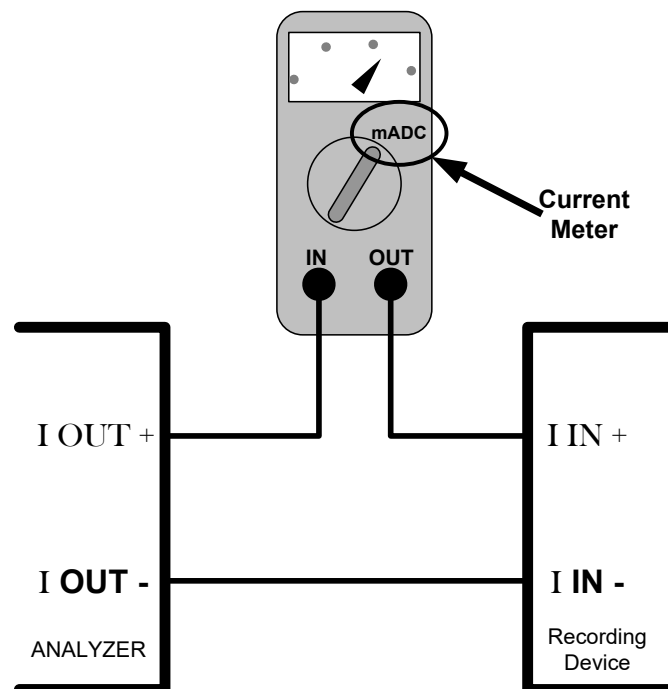 mADC
Current
Meter
IN OUT
I OUT +
I IN +
I OUT -
I IN -
ANALYZER
Recording
Device